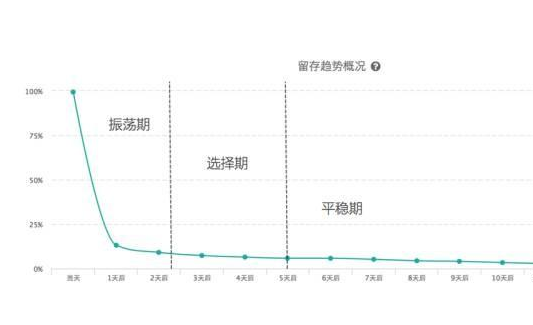 留存趋势概况 ?
100%
振荡期
75%
选择期
50%
平稳期
25%
0%
当天 1天后 2天后 3天后 4天后 5天后 6天后 7天后 8天后 9天后 10天后